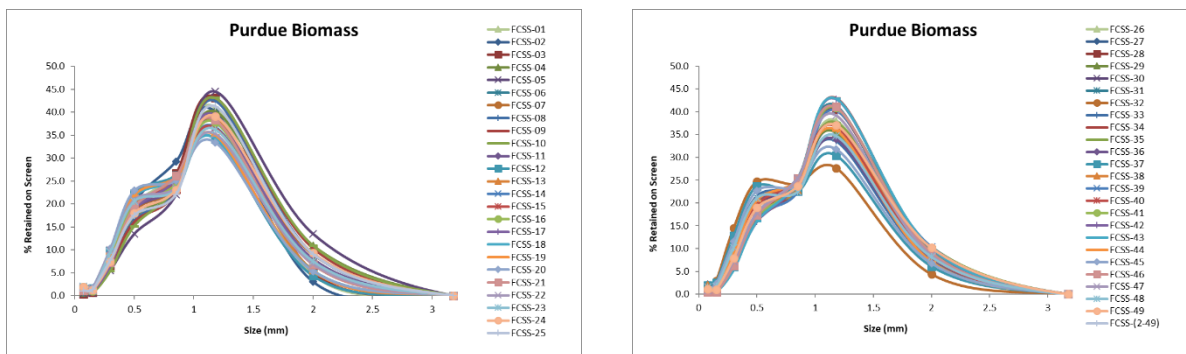 Purdue Biomass
% Retained on Screen
50.0
45.0
40.0
35.0
30.0
25.0
20.0
15.0
10.0
5.0
0.0
0
0.5
1
1.5
2
2.5
3
Size (mm)
FCSS-01
FCSS-02
FCSS-03
FCSS-04
FCSS-05
FCSS-06
FCSS-07
FCSS-08
FCSS-09
FCSS-10
FCSS-11
FCSS-12
FCSS-13
FCSS-14
FCSS-15
FCSS-16
FCSS-17
FCSS-18
FCSS-19
FCSS-20
FCSS-21
FCSS-22
FCSS-23
FCSS-24
FCSS-25
Purdue Biomass
% Retained on Screen
50.0
45.0
40.0
35.0
30.0
25.0
20.0
15.0
10.0
5.0
0.0
0
0.5
1
1.5
2
2.5
3
Size (mm)
FCSS-26
FCSS-27
FCSS-28
FCSS-29
FCSS-30
FCSS-31
FCSS-32
FCSS-33
FCSS-34
FCSS-35
FCSS-36
FCSS-37
FCSS-38
FCSS-39
FCSS-40
FCSS-41
FCSS-42
FCSS-43
FCSS-44
FCSS-45
FCSS-46
FCSS-47
FCSS-48
FCSS-49
FCSS-(2-49)